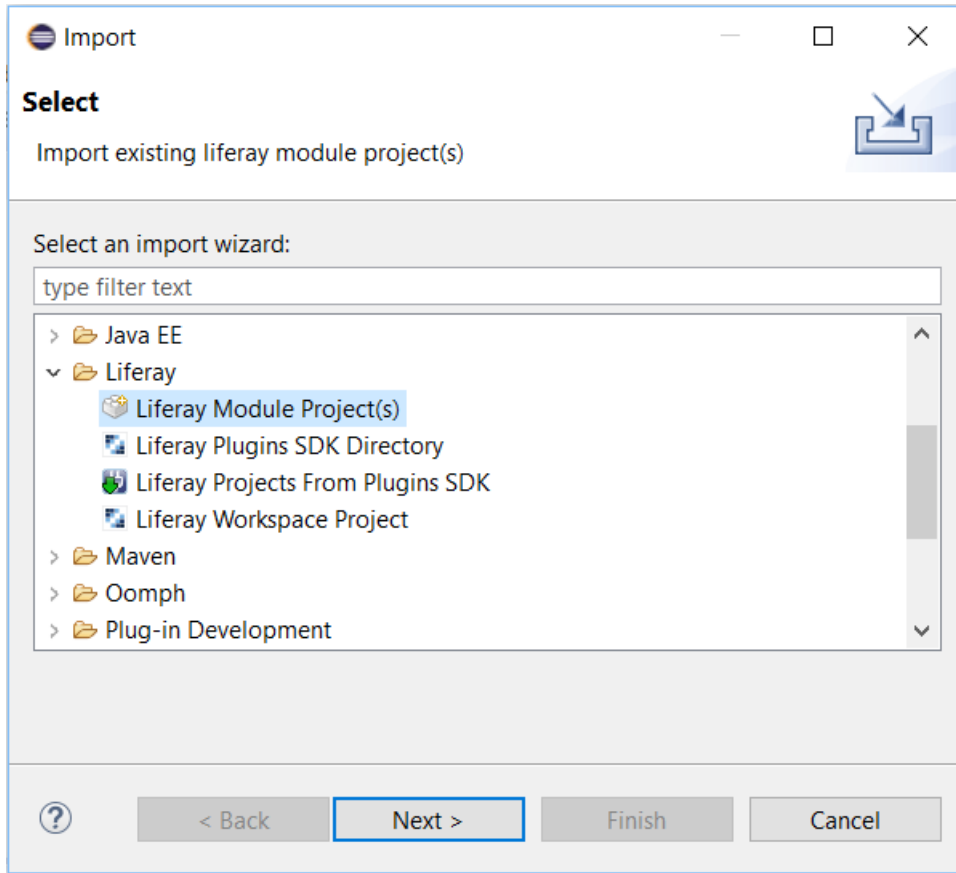 Import
Select
Import existing liferay module project(s)
Select an import wizard:
type filter text
Java EE
Liferay
Liferay Module Project(s)
Liferay Plugins SDK Directory
Liferay Projects From Plugins SDK
Liferay Workspace Project
Maven
Oomph
Plug-in Development
? < Back Next > Finish Cancel